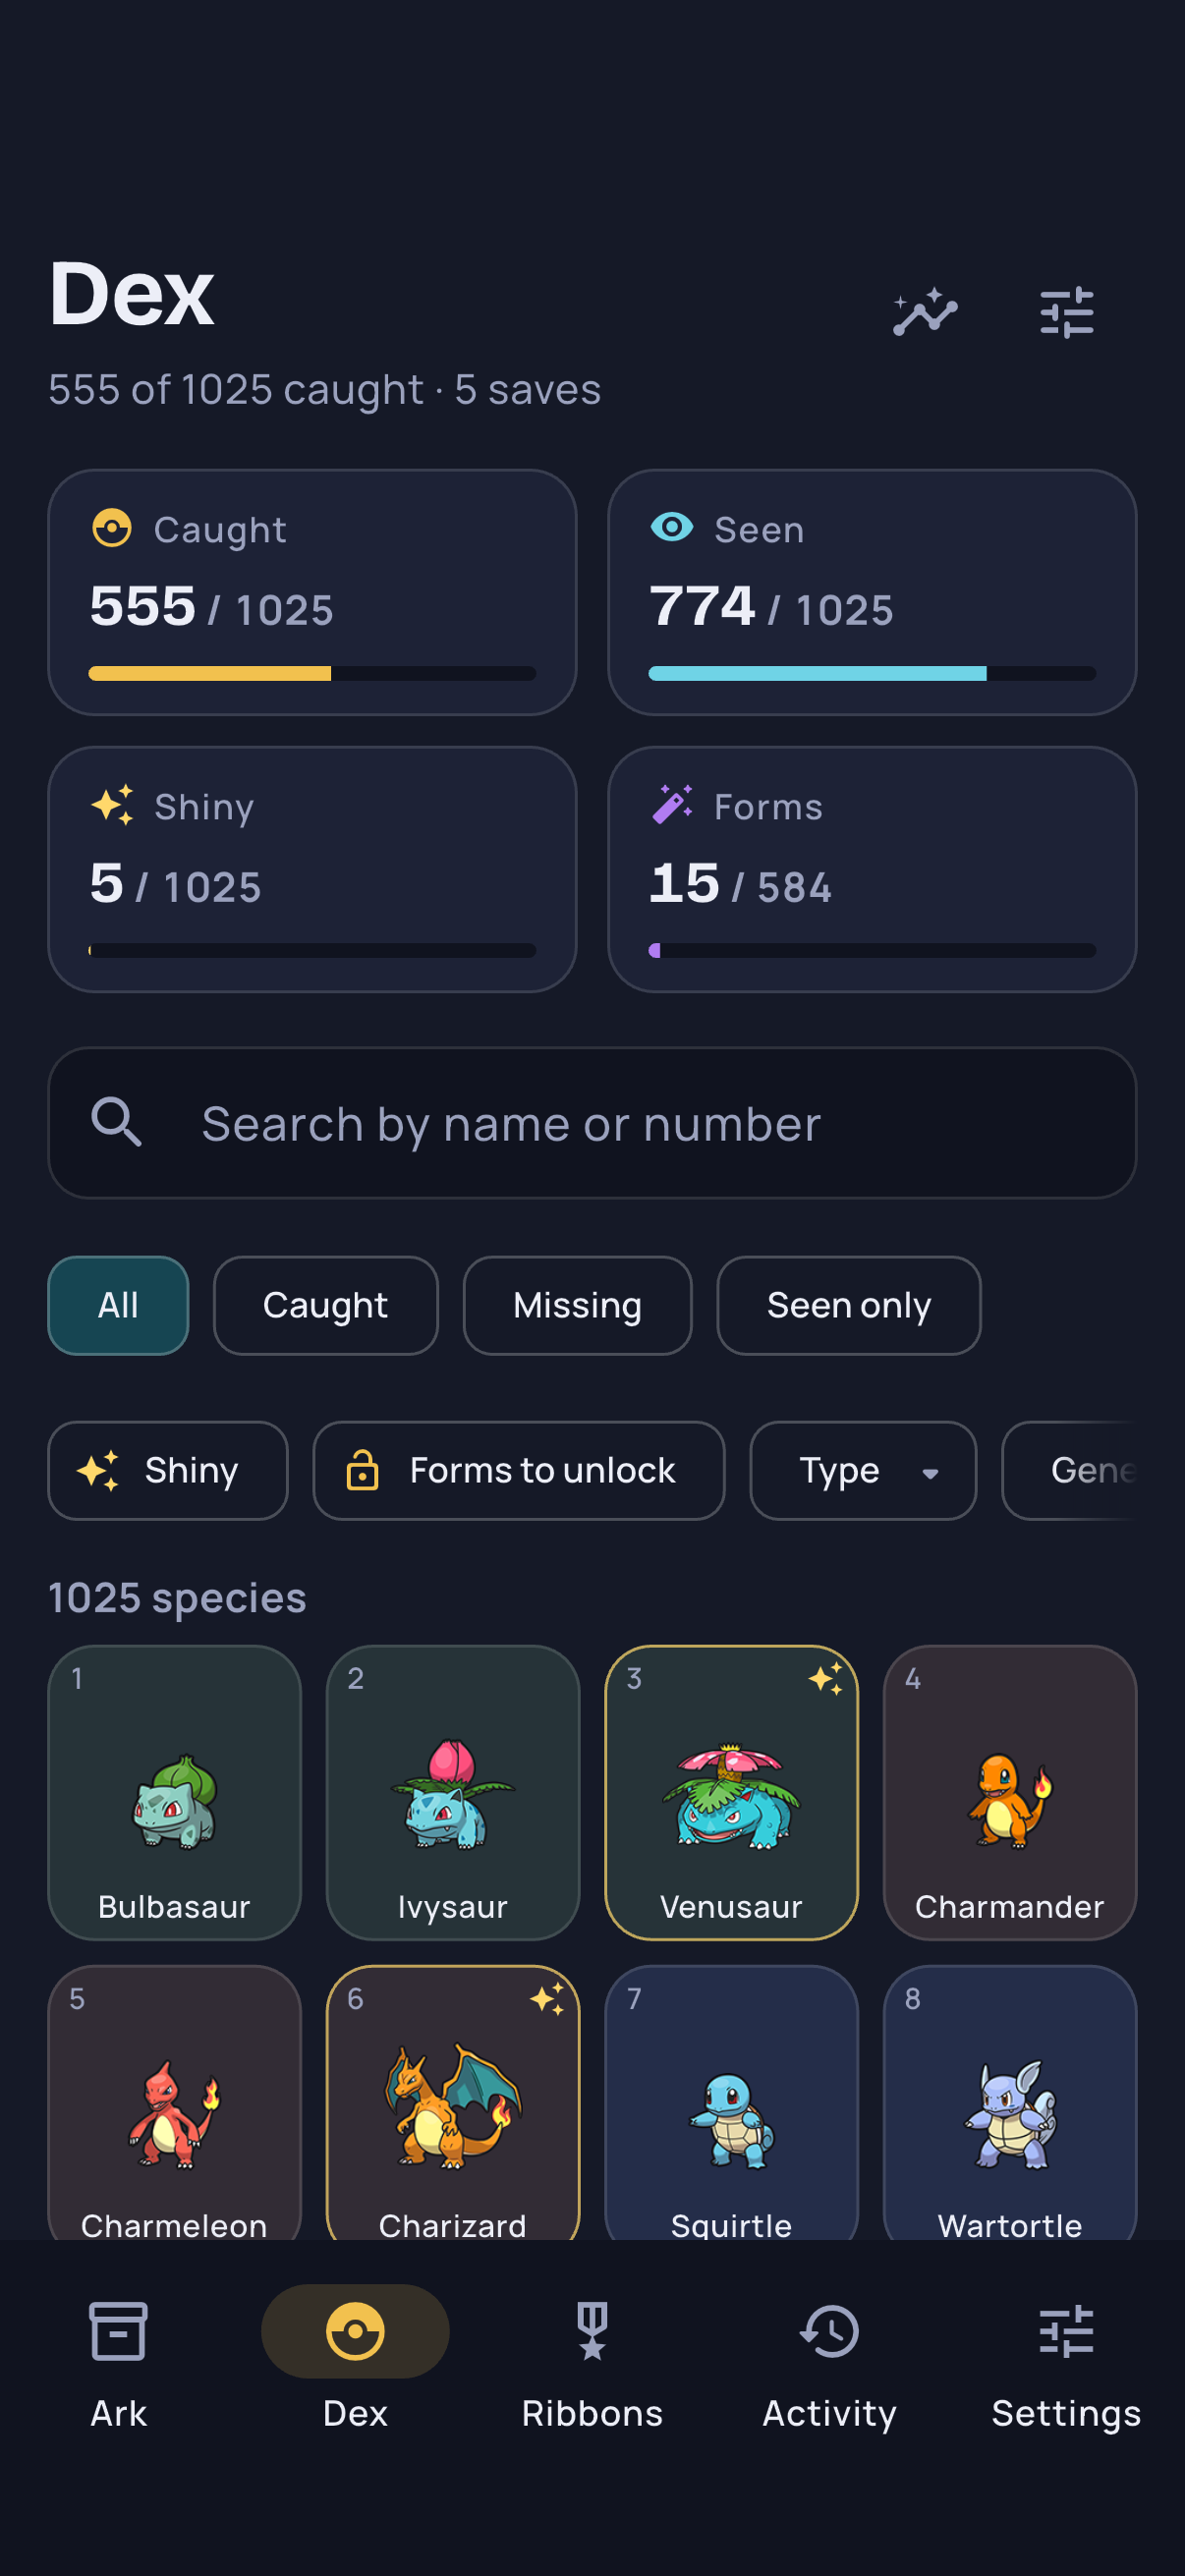 Dex
555 of 1025 caught · 5 saves
Caught
555 / 1025
Seen
774 / 1025
Shiny
5 / 1025
Forms
15 / 584
Search by name or number
All
Caught
Missing
Seen only
Shiny
Forms to unlock
Type
Gene
1025 species
1
Bulbasaur
2
Ivysaur
3
Venusaur
4
Charmander
5
Charmeleon
6
Charizard
7
Squirtle
8
Wartortle
Ark
Dex
Ribbons
Activity
Settings